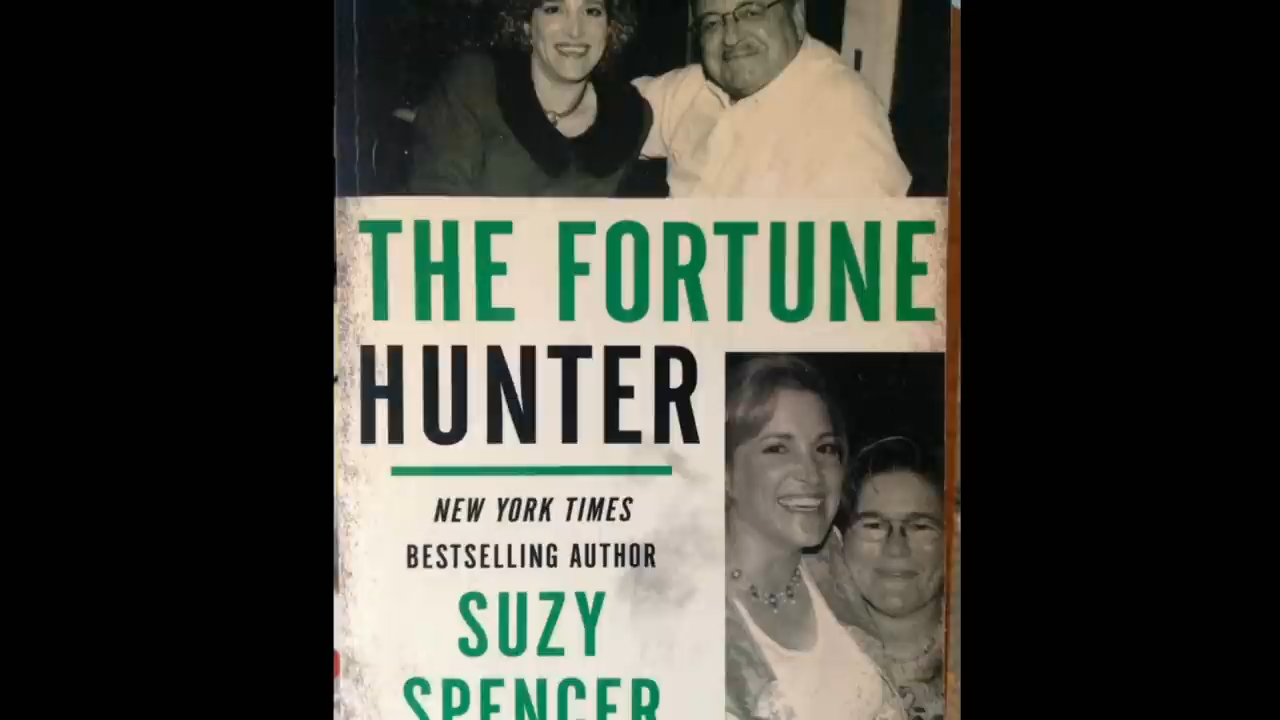 THE FORTUNE
HUNTER
NEW YORK TIMES
BESTSELLING AUTHOR
SUZY
SPENCER